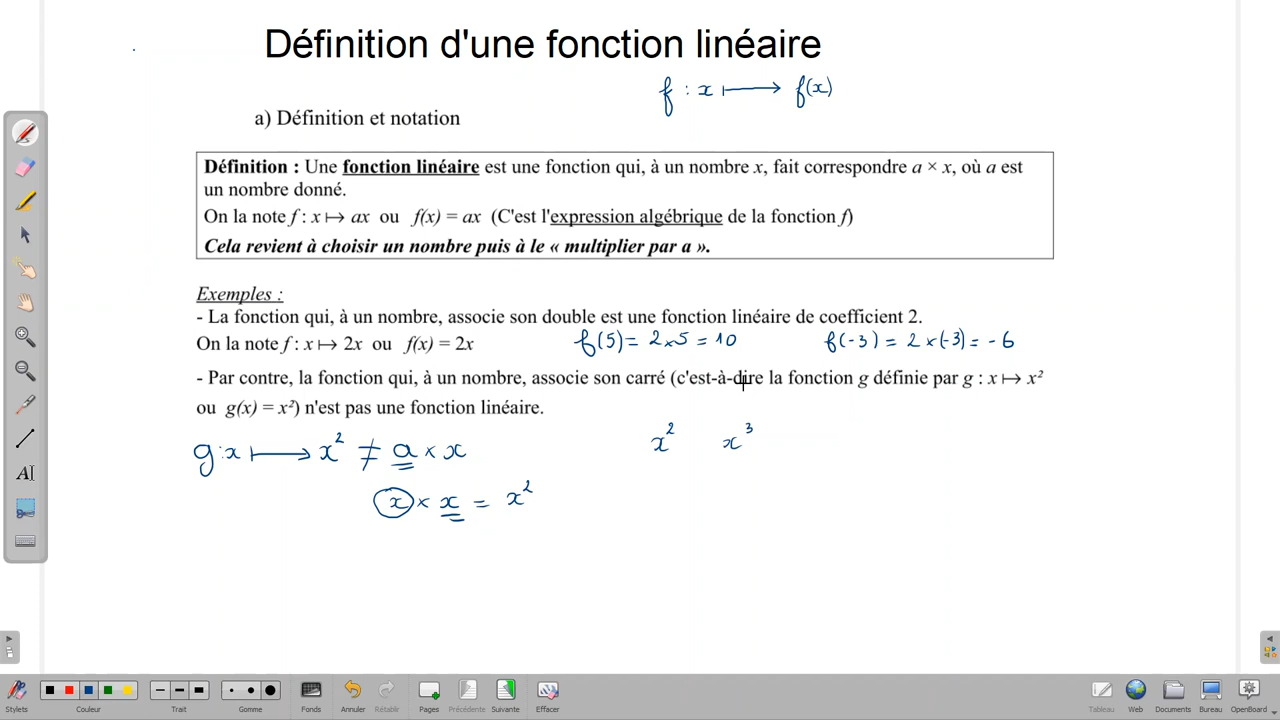 Définition d'une fonction linéaire
f : x ⟼ f(x)
a) Définition et notation
Définition : Une fonction linéaire est une fonction qui, à un nombre x, fait correspondre a × x, où a est
un nombre donné.
On la note f : x ↦ ax ou f(x) = ax (C'est l'expression algébrique de la fonction f)
Cela revient à choisir un nombre puis à le « multiplier par a ».
Exemples :
- La fonction qui, à un nombre, associe son double est une fonction linéaire de coefficient 2.
On la note f : x ↦ 2x ou f(x) = 2x f(5) = 2 × 5 = 10 f(-3) = 2 × (-3) = -6
- Par contre, la fonction qui, à un nombre, associe son carré (c'est-à-dire la fonction g définie par g : x ↦ x²
ou g(x) = x²) n'est pas une fonction linéaire.
g : x ⟼ x² ≠ a × x x² x³
x × x = x²
Stylets Couleur Trait Gomme Fonds Annuler Rétablir Pages Précédente Suivante Effacer Tableau Web Documents Bureau OpenBoard